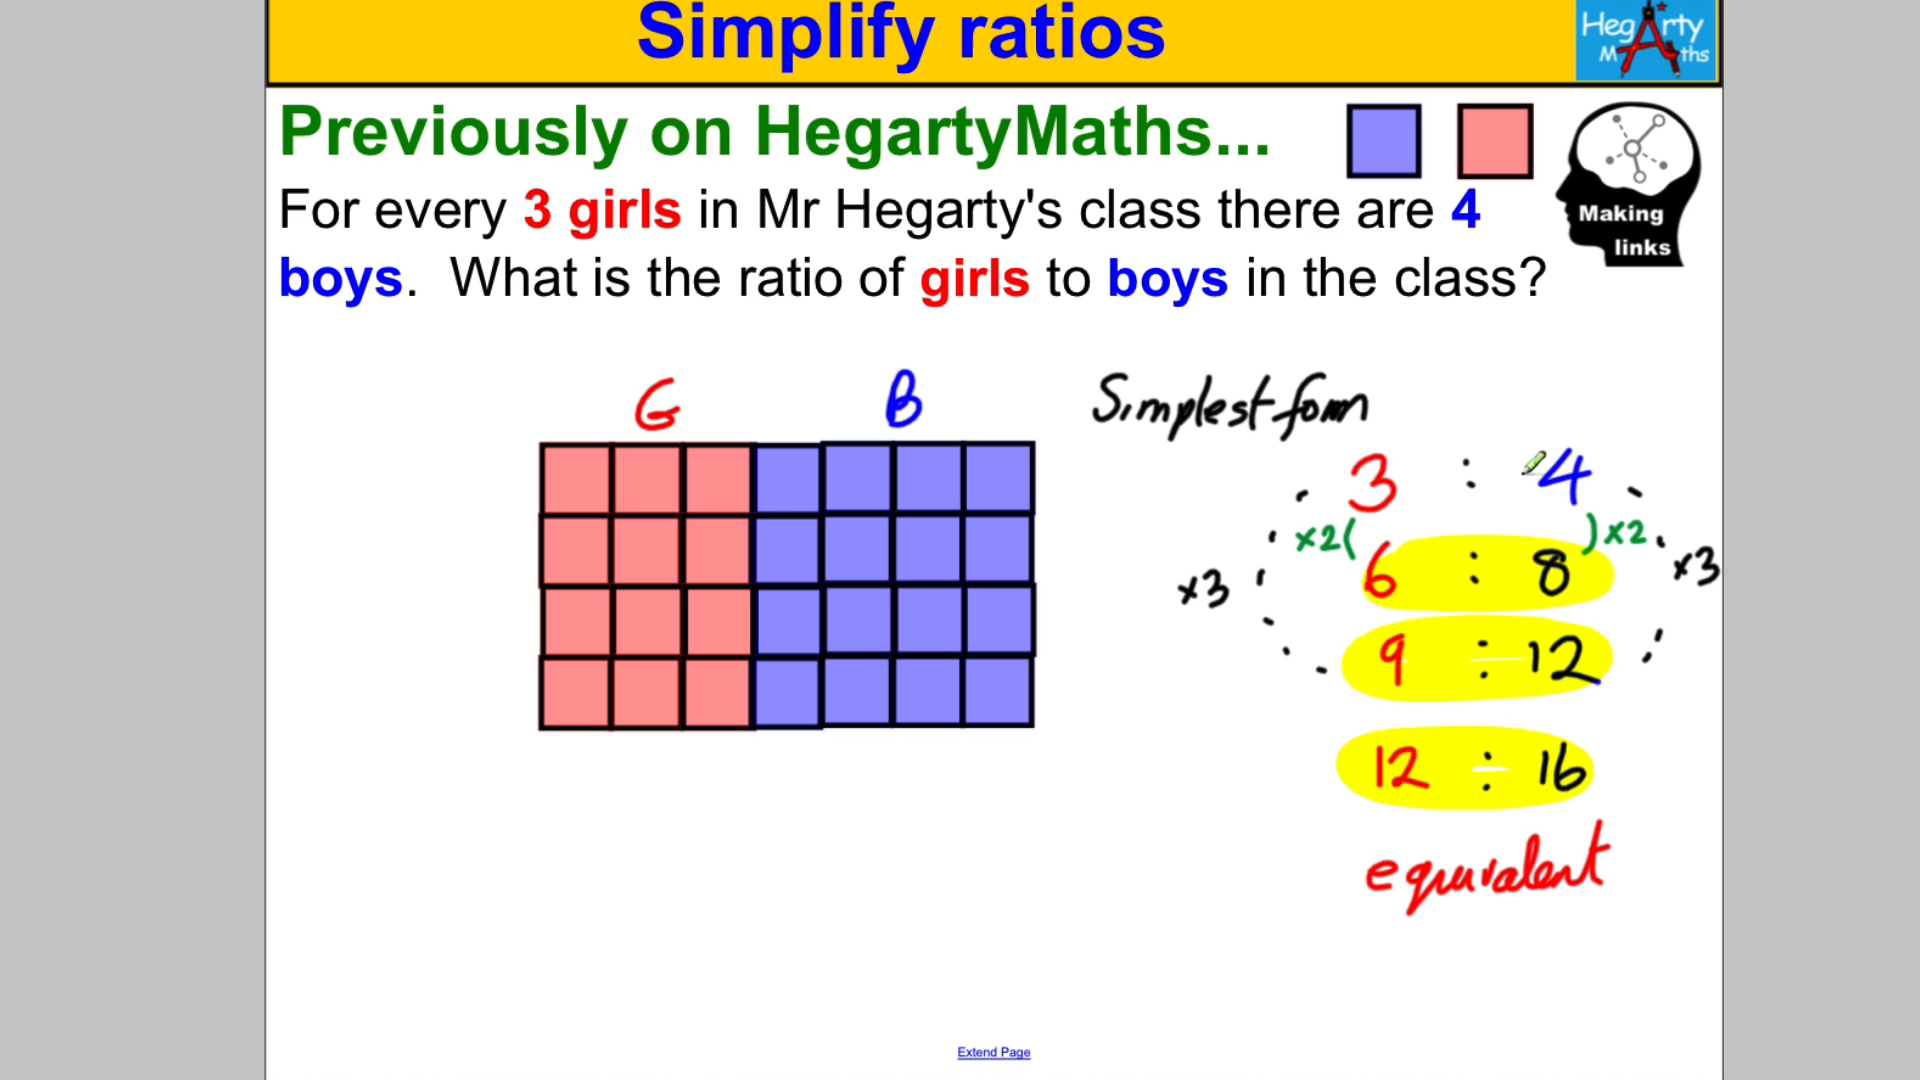 Simplify ratios
Hegarty
Maths
Previously on HegartyMaths...
For every 3 girls in Mr Hegarty's class there are 4
boys. What is the ratio of girls to boys in the class?
Making
links
G B
Simplest form
3 : 4
×2( )×2
6 : 8
×3 ×3
9 : 12
12 : 16
equivalent
Extend Page